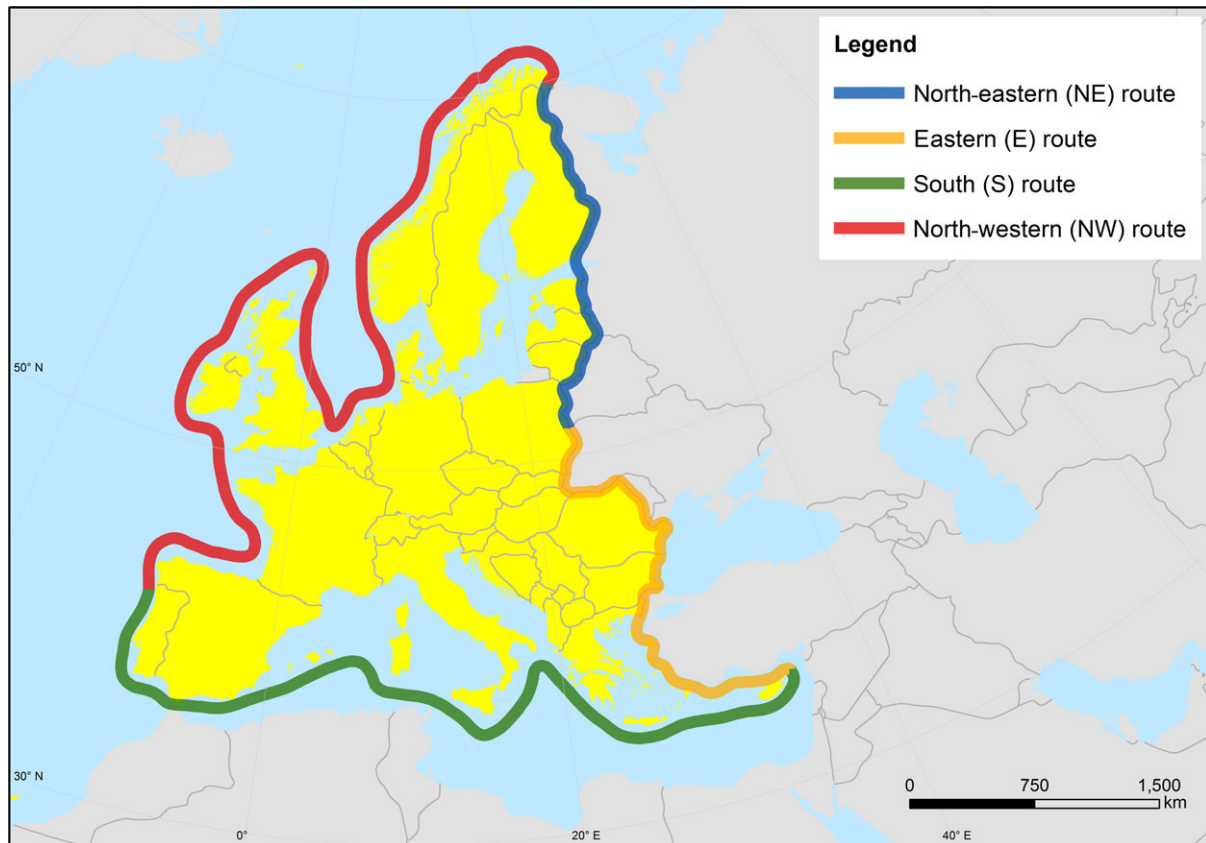 Legend
North-eastern (NE) route
Eastern (E) route
South (S) route
North-western (NW) route
50° N
30° N
0°
20° E
40° E
0 750 1,500
km